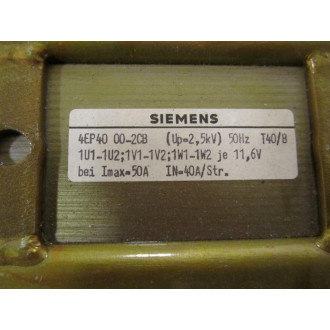 SIEMENS
4EP40 00-2CB (Up=2,5kV) 50Hz T40/B
1U1-1U2;1V1-1V2;1W1-1W2 je 11,6V
bei Imax=50A IN=40A/Str.